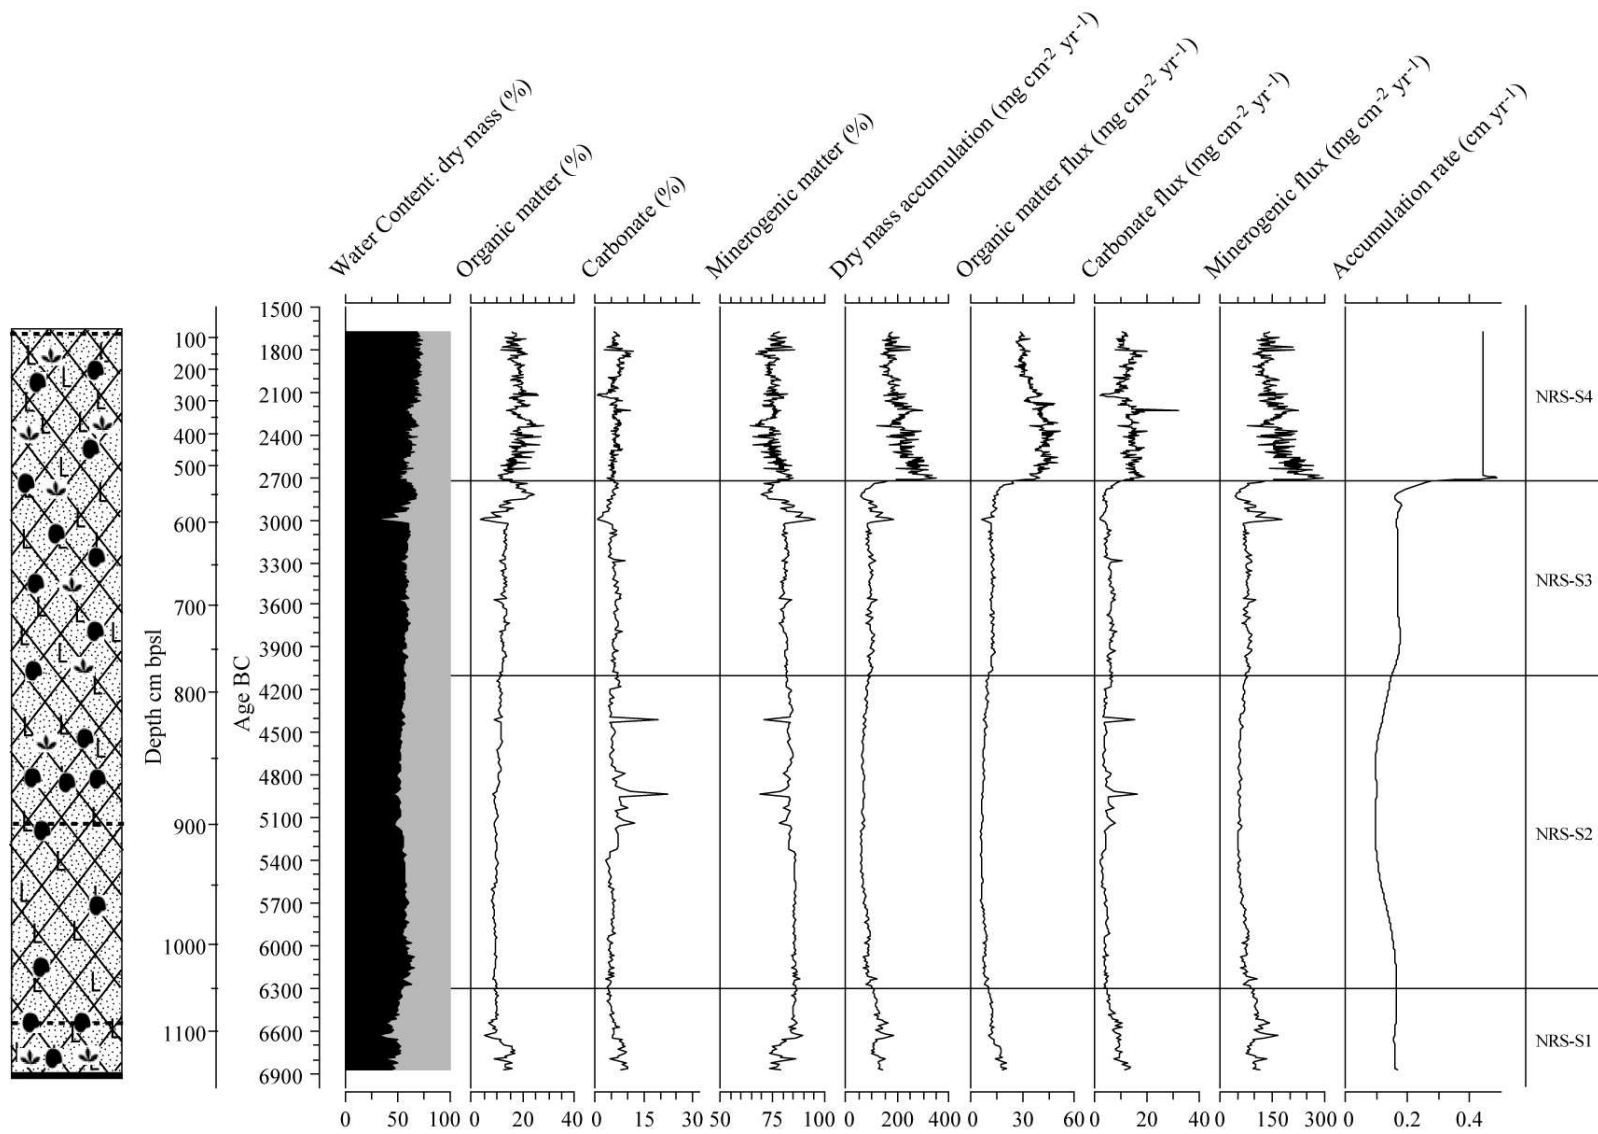 Water Content: dry mass (%)
Organic matter (%)
Carbonate (%)
Minerogenic matter (%)
Dry mass accumulation (mg cm-2 yr-1)
Organic matter flux (mg cm-2 yr-1)
Carbonate flux (mg cm-2 yr-1)
Minerogenic flux (mg cm-2 yr-1)
Accumulation rate (cm yr-1)
Depth cm bpsl
100
200
300
400
500
600
700
800
900
1000
1100
Age BC
1500
1800
2100
2400
2700
3000
3300
3600
3900
4200
4500
4800
5100
5400
5700
6000
6300
6600
6900
NRS-S4
NRS-S3
NRS-S2
NRS-S1
0 50 100
0 20 40
0 15 30
50 75 100
0 200 400
0 30 60
0 20 40
0 150 300
0 0.2 0.4